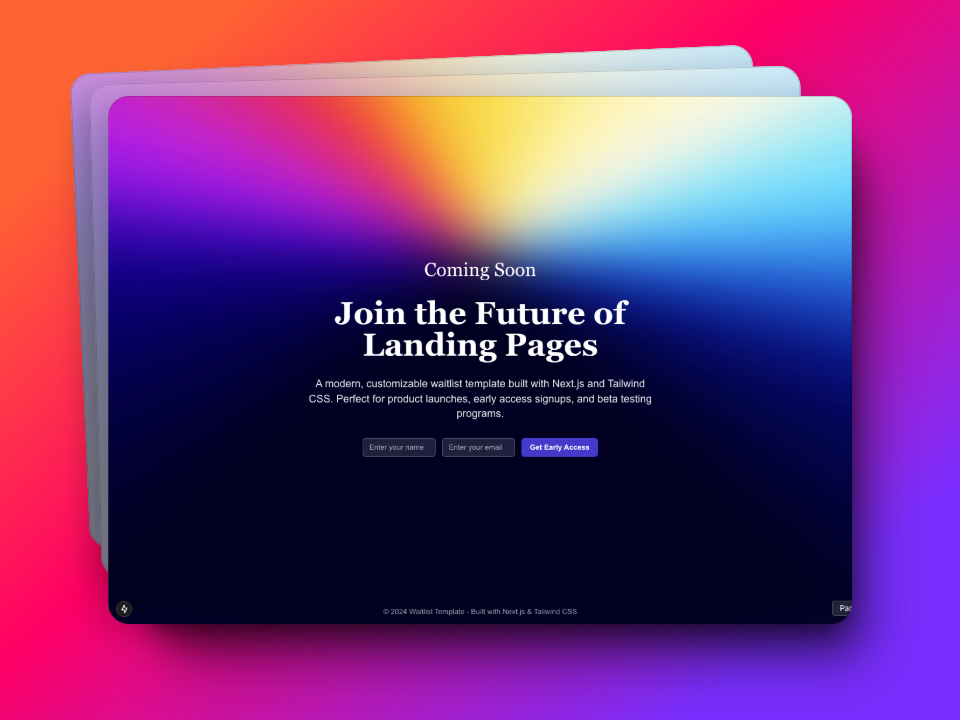 Coming Soon
Join the Future of
Landing Pages
A modern, customizable waitlist template built with Next.js and Tailwind
CSS. Perfect for product launches, early access signups, and beta testing
programs.
Enter your name
Enter your email
Get Early Access
© 2024 Waitlist Template - Built with Next.js & Tailwind CSS